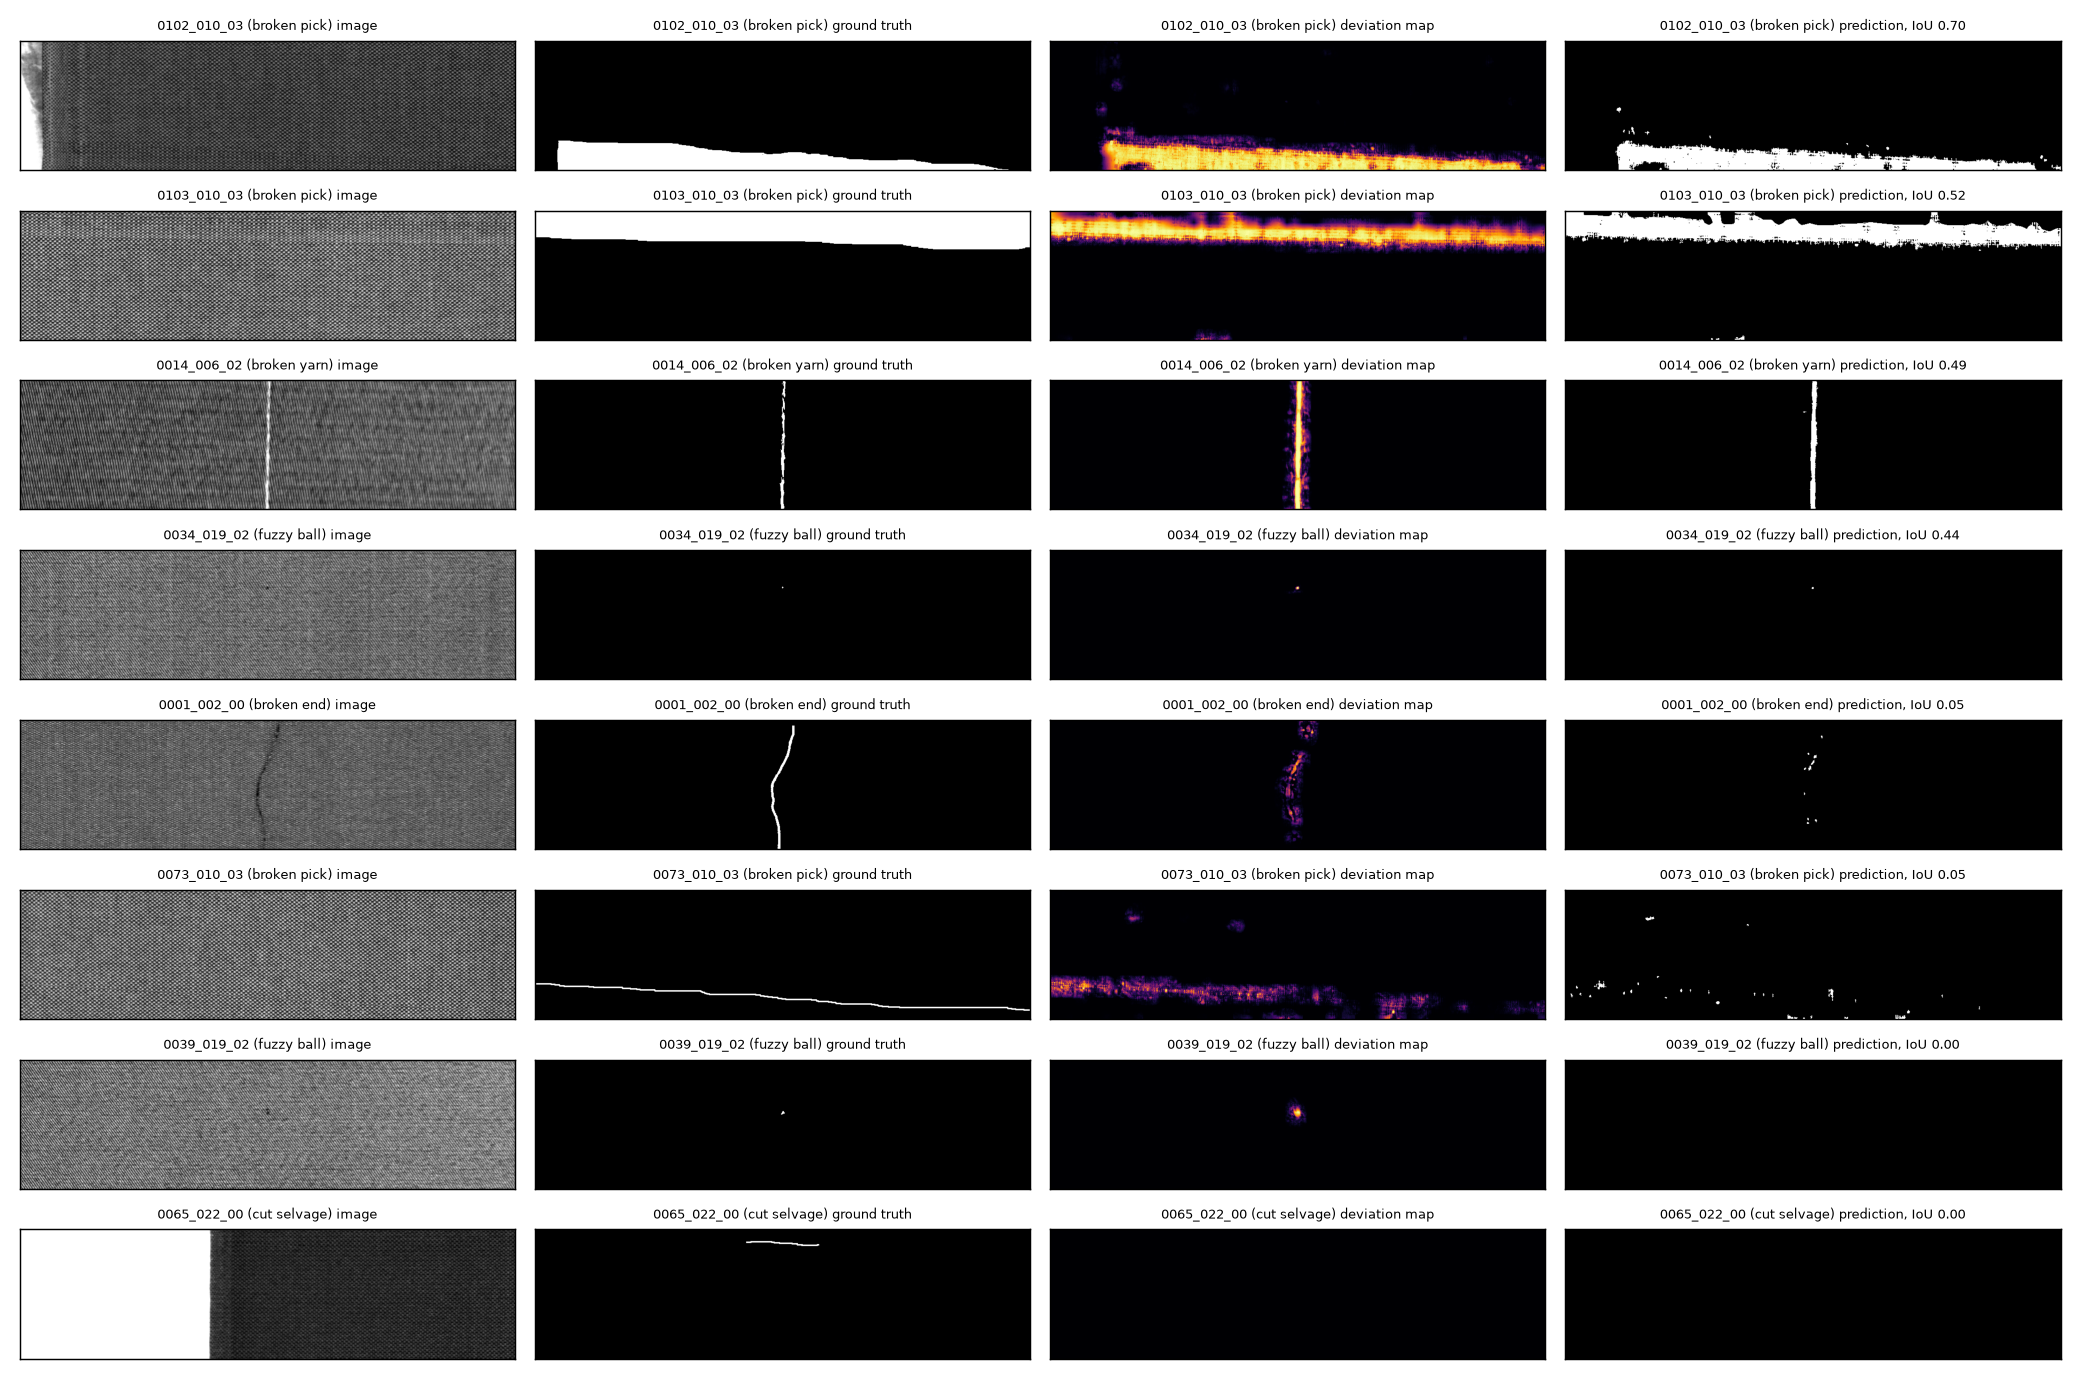 0102_010_03 (broken pick) image
0102_010_03 (broken pick) ground truth
0102_010_03 (broken pick) deviation map
0102_010_03 (broken pick) prediction, IoU 0.70
0103_010_03 (broken pick) image
0103_010_03 (broken pick) ground truth
0103_010_03 (broken pick) deviation map
0103_010_03 (broken pick) prediction, IoU 0.52
0014_006_02 (broken yarn) image
0014_006_02 (broken yarn) ground truth
0014_006_02 (broken yarn) deviation map
0014_006_02 (broken yarn) prediction, IoU 0.49
0034_019_02 (fuzzy ball) image
0034_019_02 (fuzzy ball) ground truth
0034_019_02 (fuzzy ball) deviation map
0034_019_02 (fuzzy ball) prediction, IoU 0.44
0001_002_00 (broken end) image
0001_002_00 (broken end) ground truth
0001_002_00 (broken end) deviation map
0001_002_00 (broken end) prediction, IoU 0.05
0073_010_03 (broken pick) image
0073_010_03 (broken pick) ground truth
0073_010_03 (broken pick) deviation map
0073_010_03 (broken pick) prediction, IoU 0.05
0039_019_02 (fuzzy ball) image
0039_019_02 (fuzzy ball) ground truth
0039_019_02 (fuzzy ball) deviation map
0039_019_02 (fuzzy ball) prediction, IoU 0.00
0065_022_00 (cut selvage) image
0065_022_00 (cut selvage) ground truth
0065_022_00 (cut selvage) deviation map
0065_022_00 (cut selvage) prediction, IoU 0.00